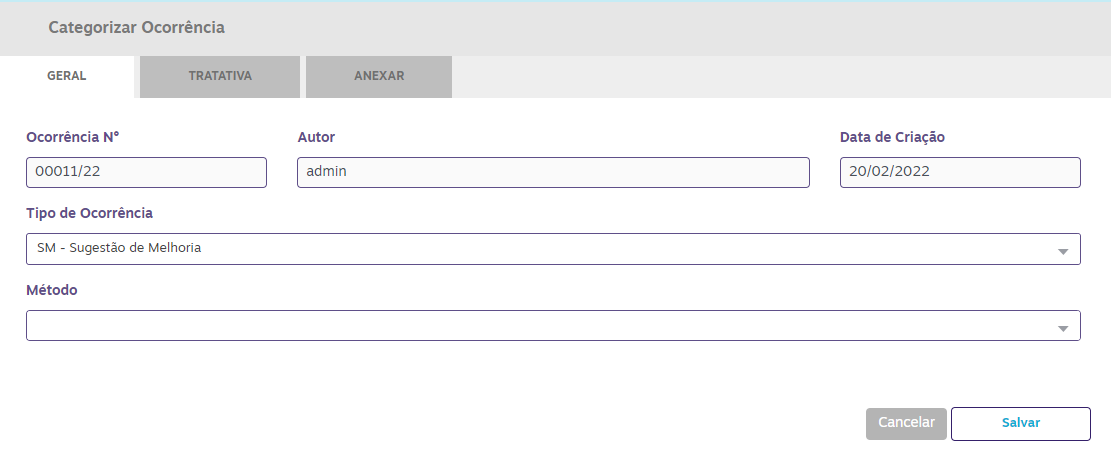 Categorizar Ocorrência
GERAL TRATATIVA ANEXAR
Ocorrência N° Autor Data de Criação
00011/22 admin 20/02/2022
Tipo de Ocorrência
SM - Sugestão de Melhoria
Método
Cancelar Salvar